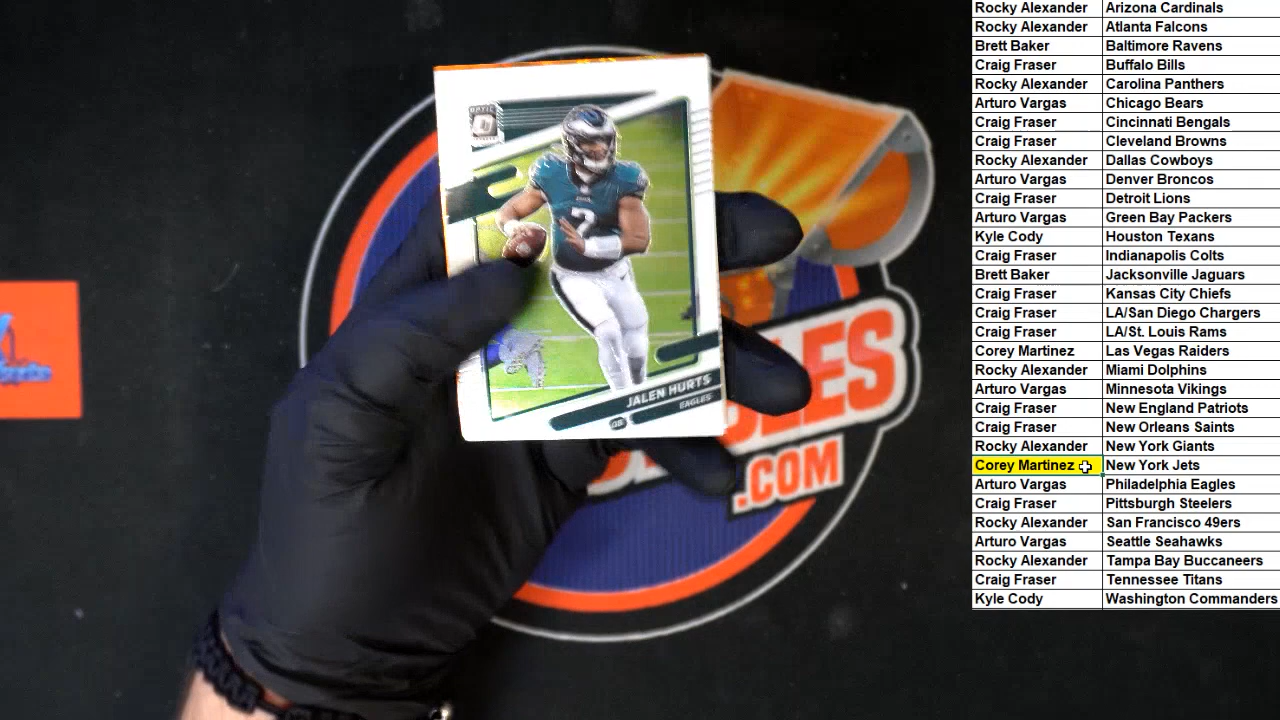 Rocky Alexander Arizona Cardinals
Rocky Alexander Atlanta Falcons
Brett Baker Baltimore Ravens
Craig Fraser Buffalo Bills
Rocky Alexander Carolina Panthers
Arturo Vargas Chicago Bears
Craig Fraser Cincinnati Bengals
Craig Fraser Cleveland Browns
Rocky Alexander Dallas Cowboys
Arturo Vargas Denver Broncos
Craig Fraser Detroit Lions
Arturo Vargas Green Bay Packers
Kyle Cody Houston Texans
Craig Fraser Indianapolis Colts
Brett Baker Jacksonville Jaguars
Craig Fraser Kansas City Chiefs
Craig Fraser LA/San Diego Chargers
Craig Fraser LA/St. Louis Rams
Corey Martinez Las Vegas Raiders
Rocky Alexander Miami Dolphins
Arturo Vargas Minnesota Vikings
Craig Fraser New England Patriots
Craig Fraser New Orleans Saints
Rocky Alexander New York Giants
Corey Martinez New York Jets
Arturo Vargas Philadelphia Eagles
Craig Fraser Pittsburgh Steelers
Rocky Alexander San Francisco 49ers
Arturo Vargas Seattle Seahawks
Rocky Alexander Tampa Bay Buccaneers
Craig Fraser Tennessee Titans
Kyle Cody Washington Commanders
OPTIC
2
JALEN HURTS
QB EAGLES
.COM